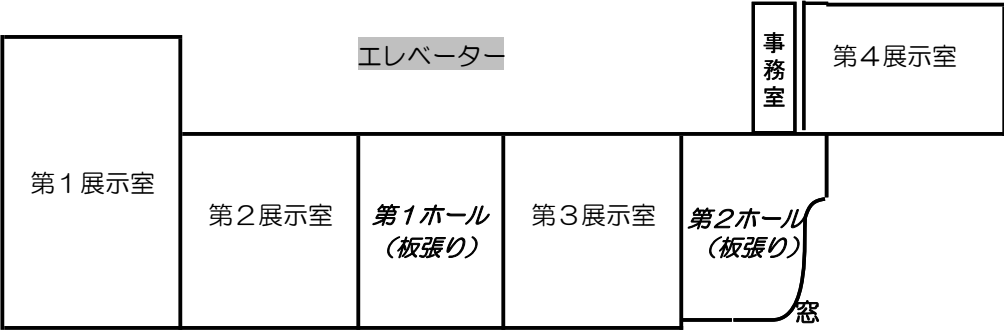 エレベーター
事務室
第４展示室
第１展示室
第２展示室
第１ホール
（板張り）
第３展示室
第２ホール
（板張り）
窓